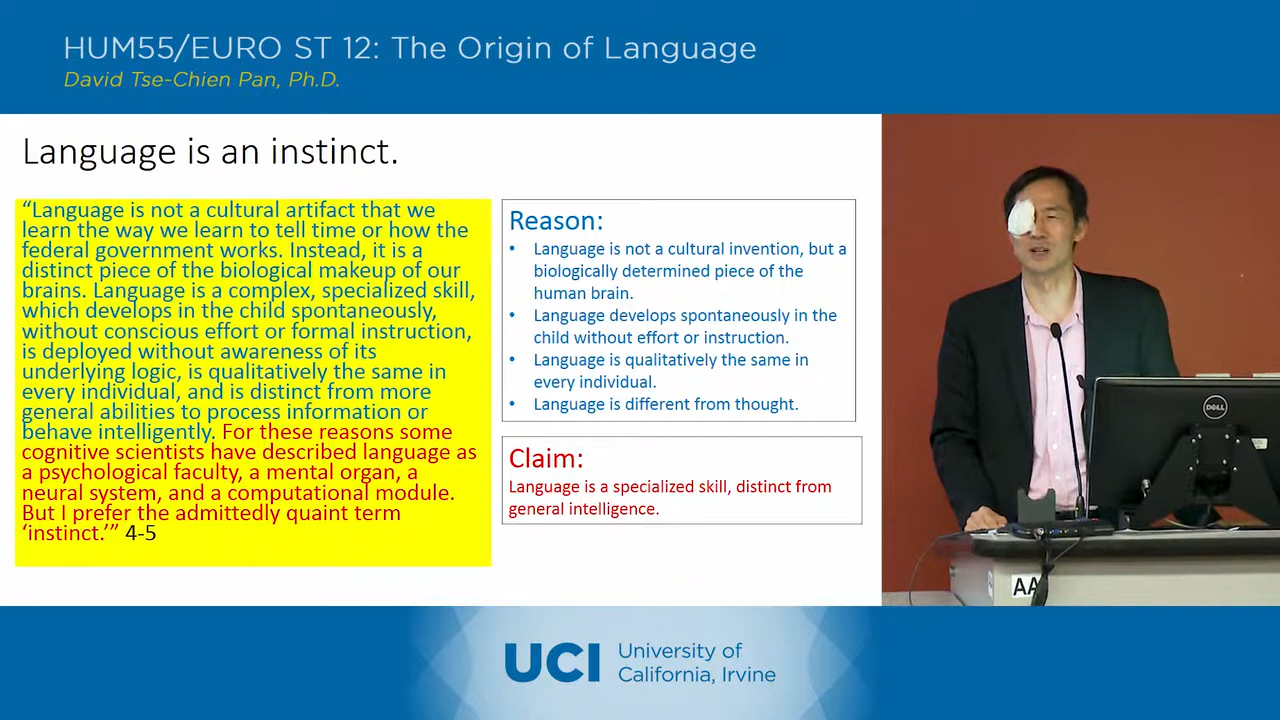 HUM55/EURO ST 12: The Origin of Language
David Tse-Chien Pan, Ph.D.
Language is an instinct.
“Language is not a cultural artifact that we
learn the way we learn to tell time or how the
federal government works. Instead, it is a
distinct piece of the biological makeup of our
brains. Language is a complex, specialized skill,
which develops in the child spontaneously,
without conscious effort or formal instruction,
is deployed without awareness of its
underlying logic, is qualitatively the same in
every individual, and is distinct from more
general abilities to process information or
behave intelligently. For these reasons some
cognitive scientists have described language as
a psychological faculty, a mental organ, a
neural system, and a computational module.
But I prefer the admittedly quaint term
‘instinct.’” 4-5
Reason:
• Language is not a cultural invention, but a
biologically determined piece of the
human brain.
• Language develops spontaneously in the
child without effort or instruction.
• Language is qualitatively the same in
every individual.
• Language is different from thought.
Claim:
Language is a specialized skill, distinct from
general intelligence.
DELL
AA
UCI
University of
California, Irvine